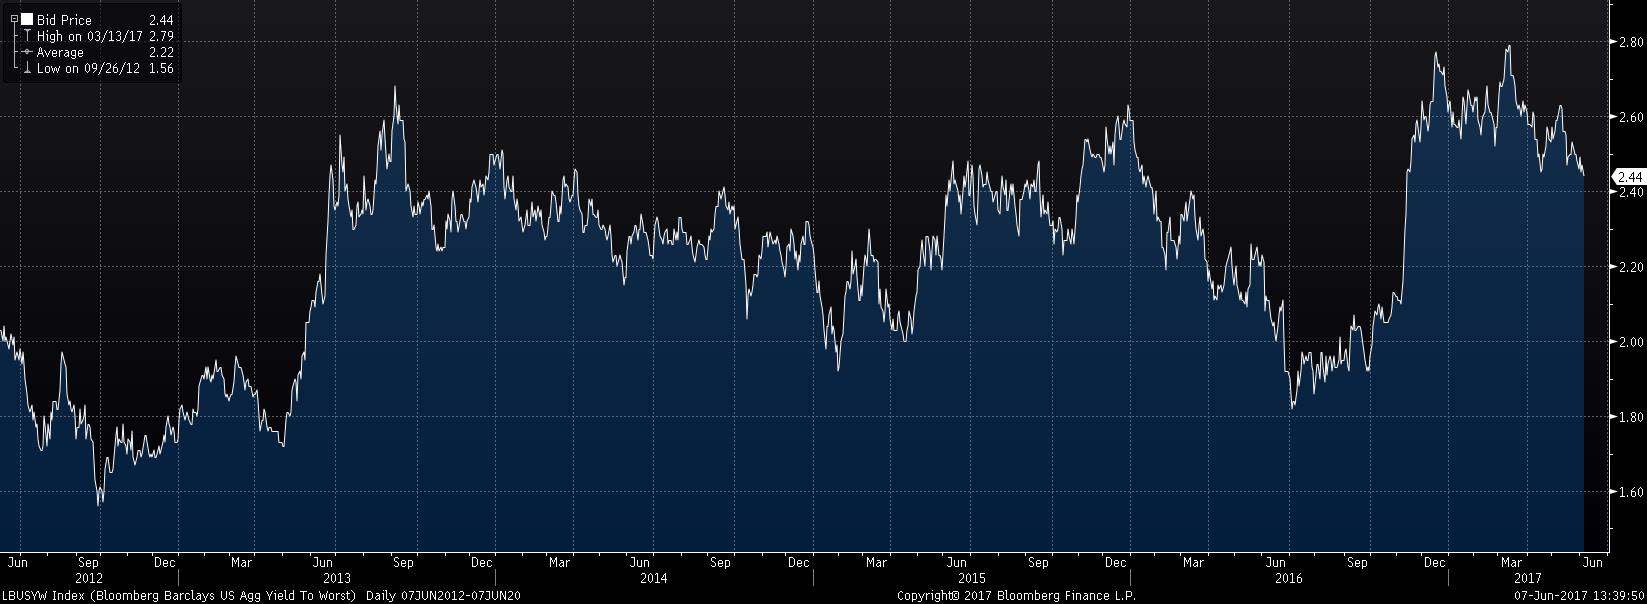 Bid Price 2.44
High on 03/13/17 2.79
Average 2.22
Low on 09/26/12 1.56
2.80
2.60
2.44
2.40
2.20
2.00
1.80
1.60
Jun Sep Dec Mar Jun Sep Dec Mar Jun Sep Dec Mar Jun Sep Dec Mar Jun Sep Dec Mar Jun
2012 2013 2014 2015 2016 2017
LBUSYW Index (Bloomberg Barclays US Agg Yield To Worst) Daily 07JUN2012-07JUN20 Copyright© 2017 Bloomberg Finance L.P. 07-Jun-2017 13:39:50